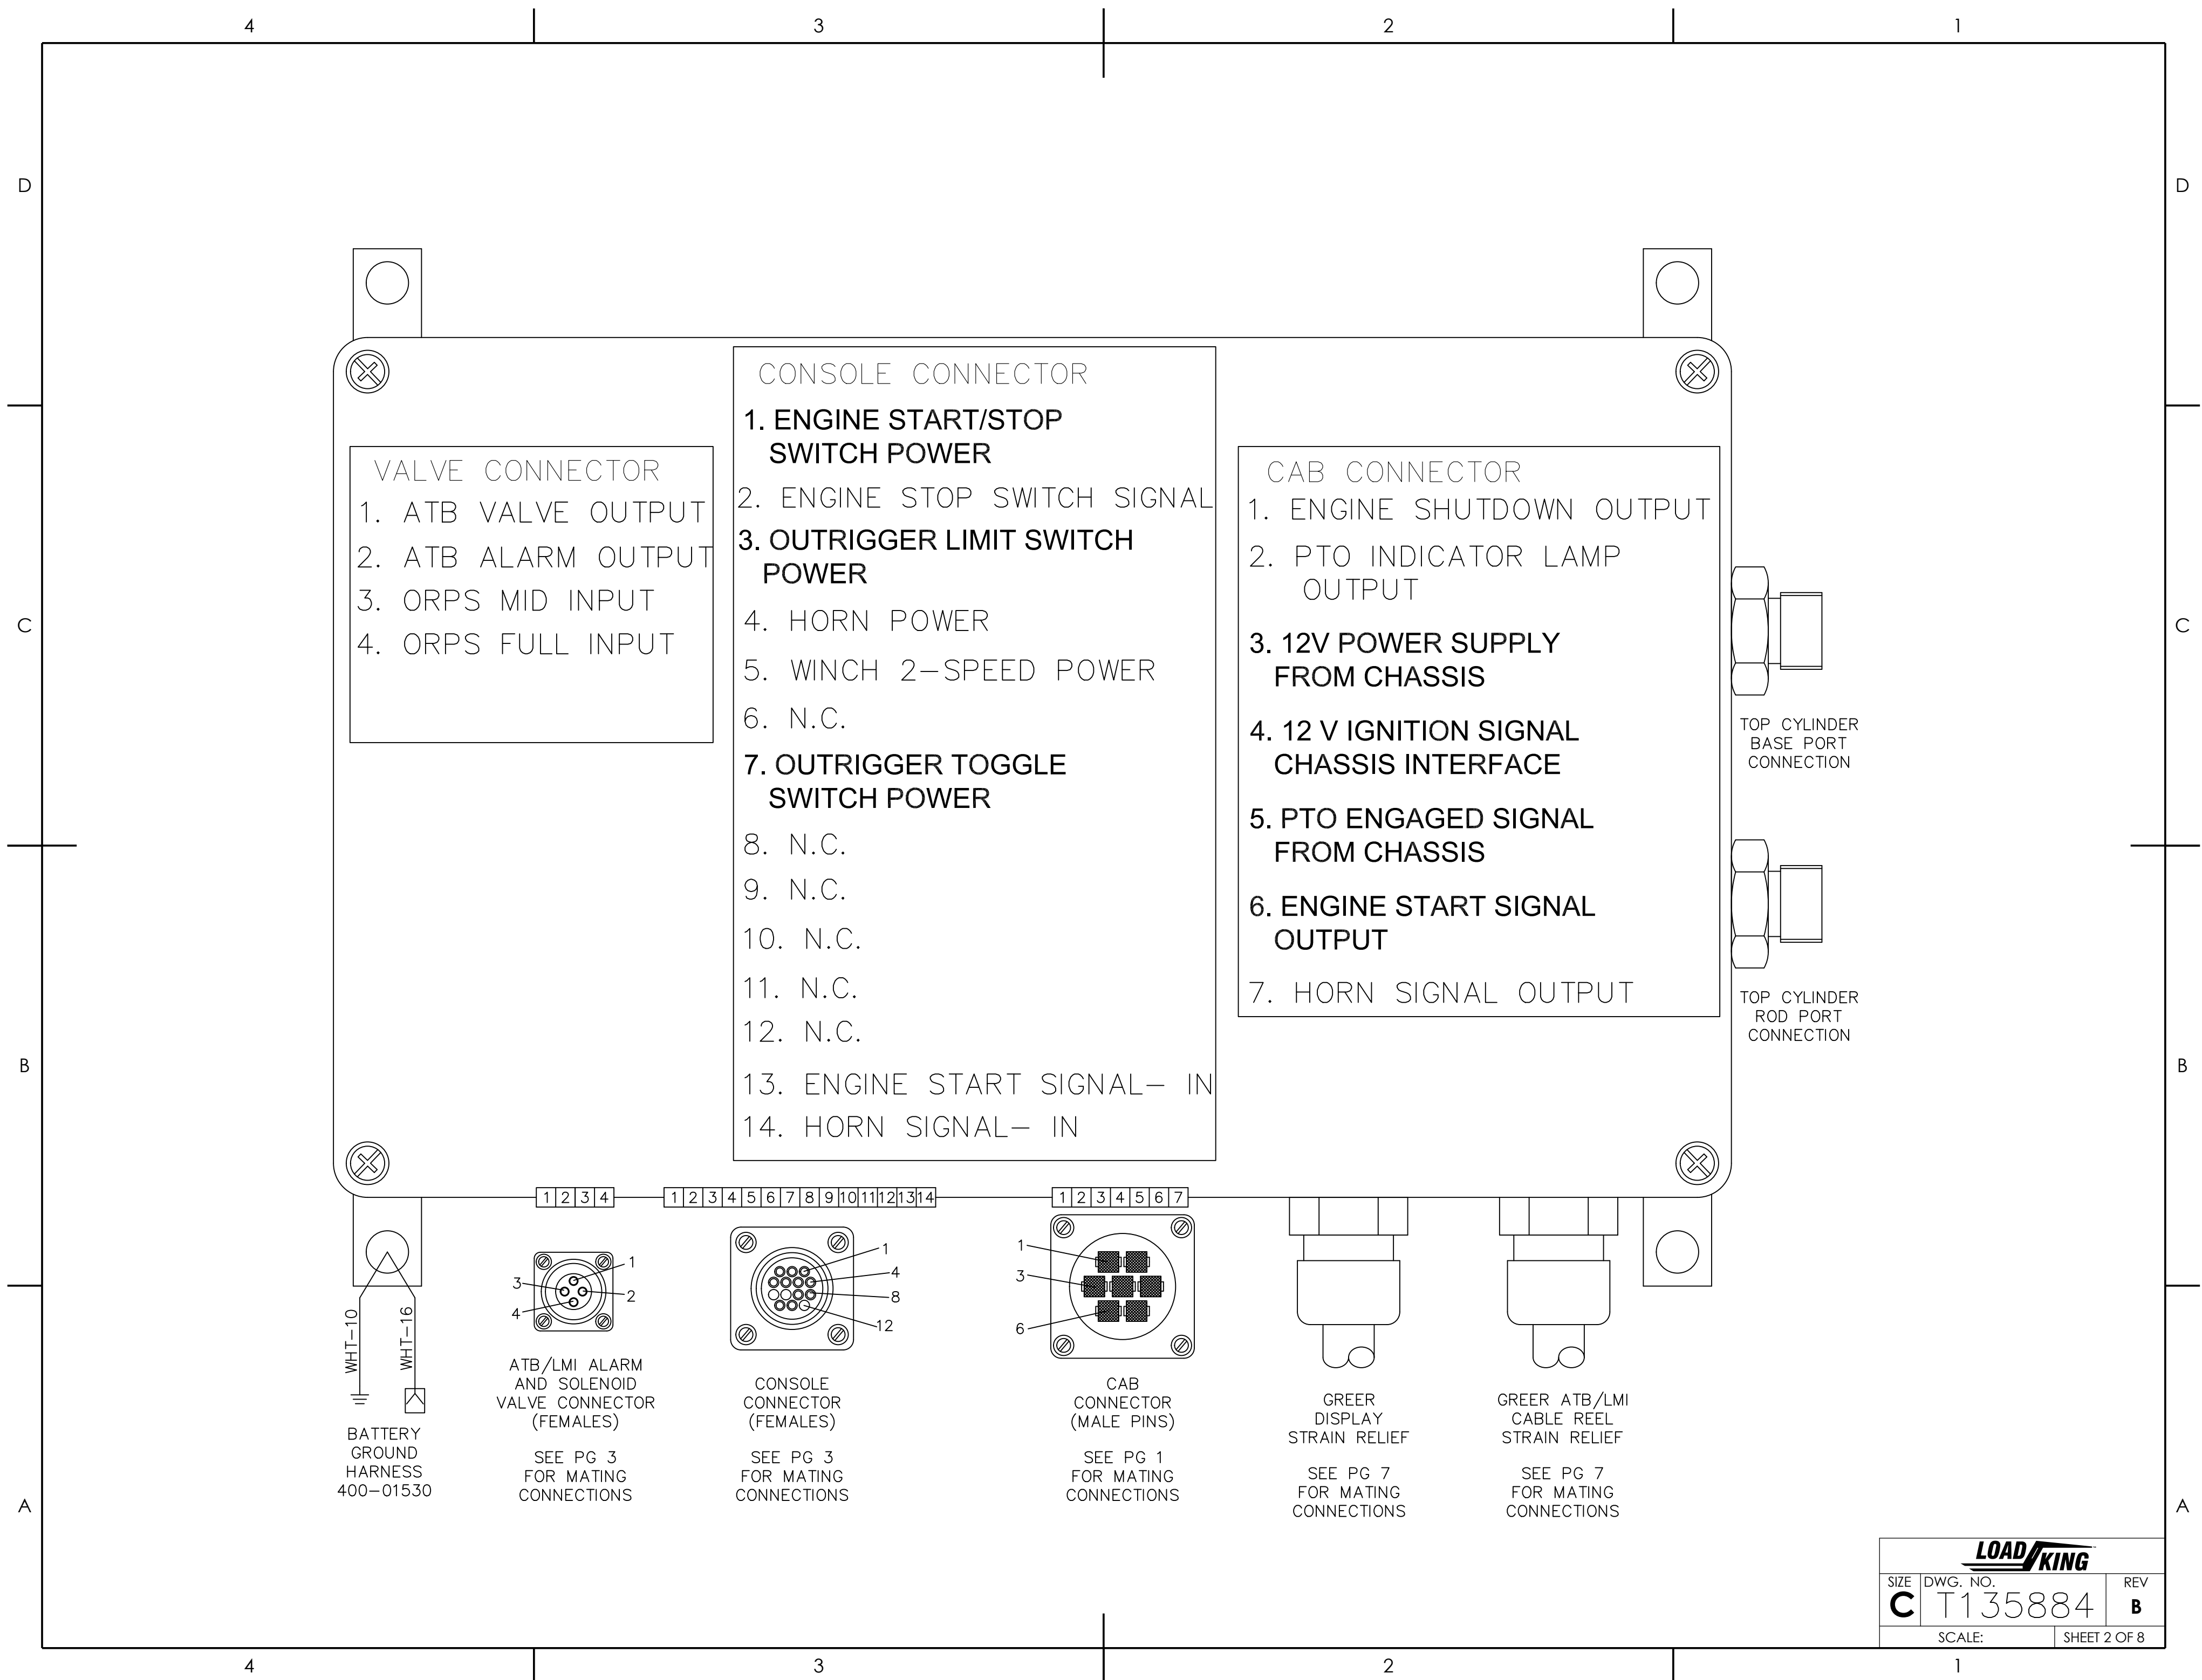 4 3 2 1
D D
C C
B B
A A
VALVE CONNECTOR
1. ATB VALVE OUTPUT
2. ATB ALARM OUTPUT
3. ORPS MID INPUT
4. ORPS FULL INPUT
CONSOLE CONNECTOR
1. ENGINE START/STOP
SWITCH POWER
2. ENGINE STOP SWITCH SIGNAL
3. OUTRIGGER LIMIT SWITCH
POWER
4. HORN POWER
5. WINCH 2-SPEED POWER
6. N.C.
7. OUTRIGGER TOGGLE
SWITCH POWER
8. N.C.
9. N.C.
10. N.C.
11. N.C.
12. N.C.
13. ENGINE START SIGNAL- IN
14. HORN SIGNAL- IN
CAB CONNECTOR
1. ENGINE SHUTDOWN OUTPUT
2. PTO INDICATOR LAMP
OUTPUT
3. 12V POWER SUPPLY
FROM CHASSIS
4. 12 V IGNITION SIGNAL
CHASSIS INTERFACE
5. PTO ENGAGED SIGNAL
FROM CHASSIS
6. ENGINE START SIGNAL
OUTPUT
7. HORN SIGNAL OUTPUT
TOP CYLINDER
BASE PORT
CONNECTION
TOP CYLINDER
ROD PORT
CONNECTION
1 2 3 4
1 2 3 4 5 6 7 8 9 10 11 12 13 14
1 2 3 4 5 6 7
WHT-10
WHT-16
BATTERY
GROUND
HARNESS
400-01530
1
3
2
4
ATB/LMI ALARM
AND SOLENOID
VALVE CONNECTOR
(FEMALES)
SEE PG 3
FOR MATING
CONNECTIONS
1
4
8
12
CONSOLE
CONNECTOR
(FEMALES)
SEE PG 3
FOR MATING
CONNECTIONS
1
3
6
CAB
CONNECTOR
(MALE PINS)
SEE PG 1
FOR MATING
CONNECTIONS
GREER
DISPLAY
STRAIN RELIEF
SEE PG 7
FOR MATING
CONNECTIONS
GREER ATB/LMI
CABLE REEL
STRAIN RELIEF
SEE PG 7
FOR MATING
CONNECTIONS
LOAD KING
SIZE DWG. NO. REV
C T135884 B
SCALE: SHEET 2 OF 8
4 3 2 1